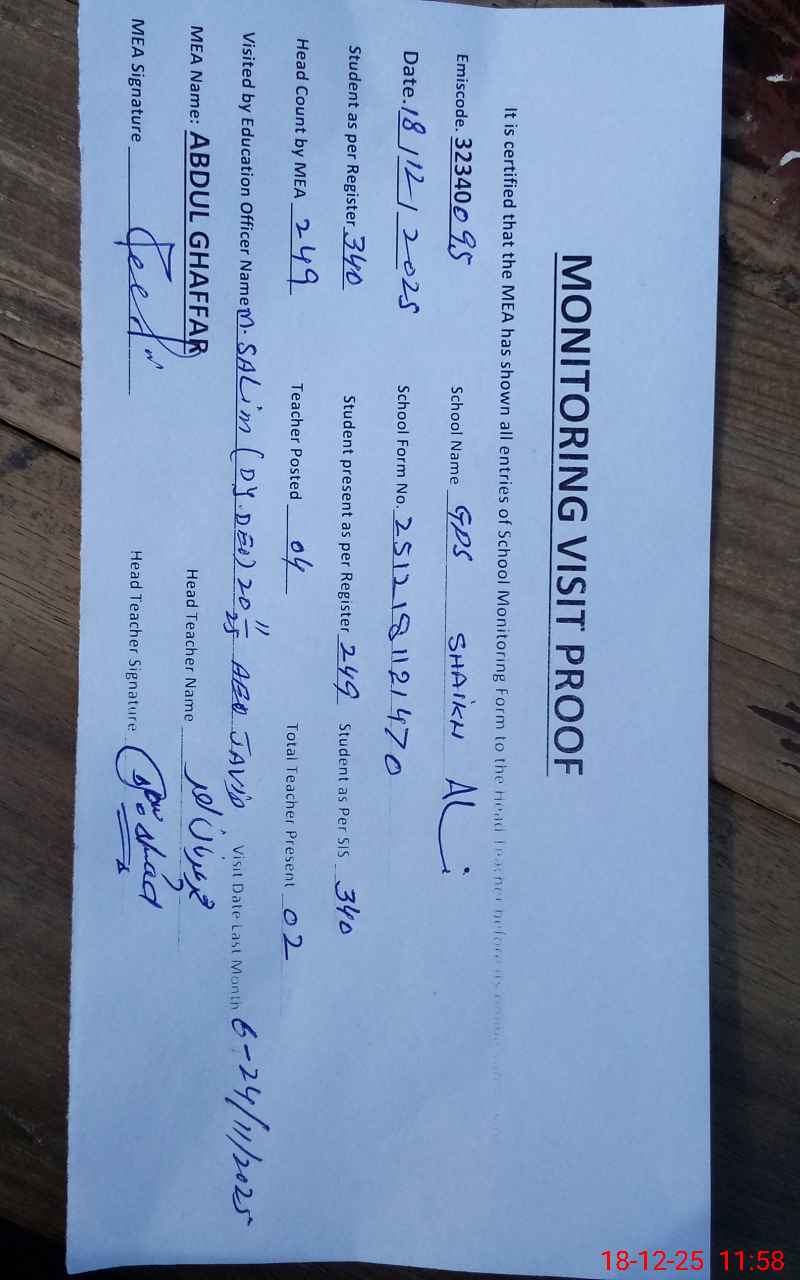 MONITORING VISIT PROOF
It is certified that the MEA has shown all entries of School Monitoring Form to the Head Teacher before its
Emiscode. 32340095 School Name GPS SHAIKH ALi
Date. 18/12/2025 School Form No. 2512181121470
Student as per Register 340 Student present as per Register 249 Student as Per SIS 340
Head Count by MEA 249 Teacher Posted 04 Total Teacher Present 02
Visited by Education Officer Name M. SALim (DY.DEO) 20-11-25 AEO JAVID Visit Date Last Month 6-24/11/2025
MEA Name: ABDUL GHAFFAR Head Teacher Name
MEA Signature Head Teacher Signature
18-12-25 11:58